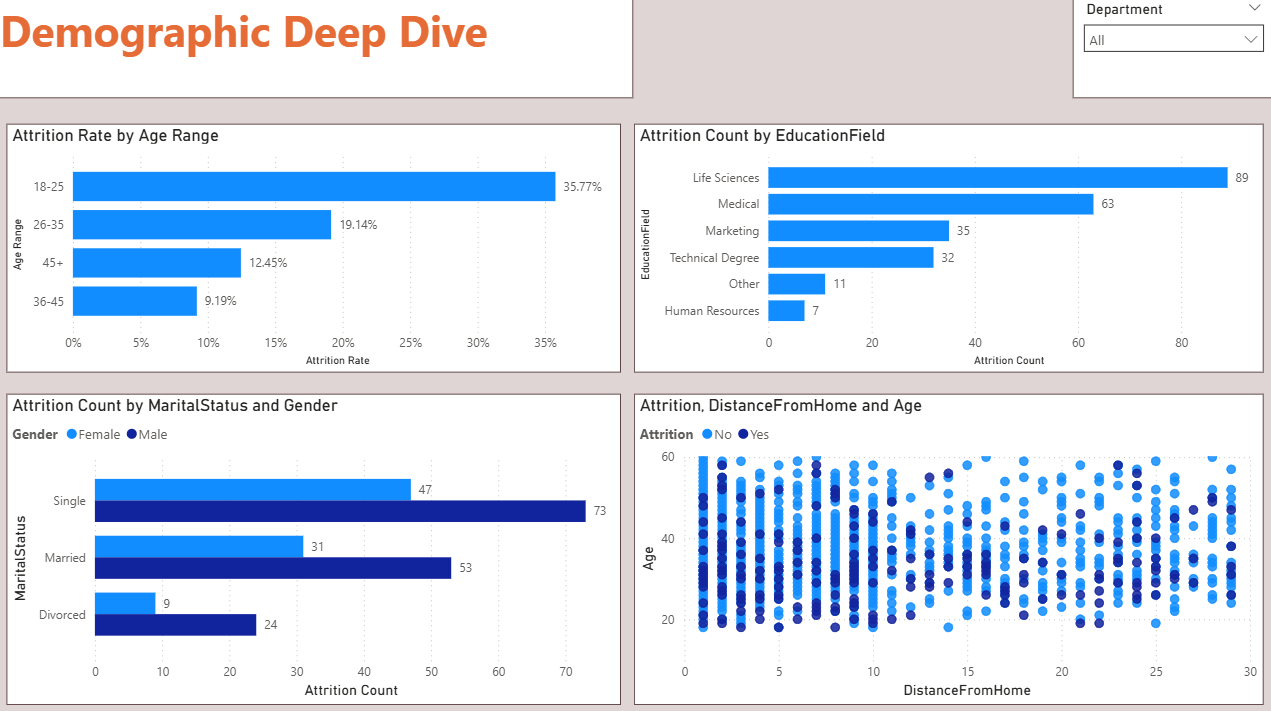 Demographic Deep Dive
Department
All
Attrition Rate by Age Range
Age Range
18-25
35.77%
26-35
19.14%
45+
12.45%
36-45
9.19%
0% 5% 10% 15% 20% 25% 30% 35%
Attrition Rate
Attrition Count by EducationField
EducationField
Life Sciences
89
Medical
63
Marketing
35
Technical Degree
32
Other
11
Human Resources
7
0 20 40 60 80
Attrition Count
Attrition Count by MaritalStatus and Gender
Gender Female Male
MaritalStatus
Single
47
73
Married
31
53
Divorced
9
24
0 10 20 30 40 50 60 70
Attrition Count
Attrition, DistanceFromHome and Age
Attrition No Yes
Age
60
40
20
0 5 10 15 20 25 30
DistanceFromHome